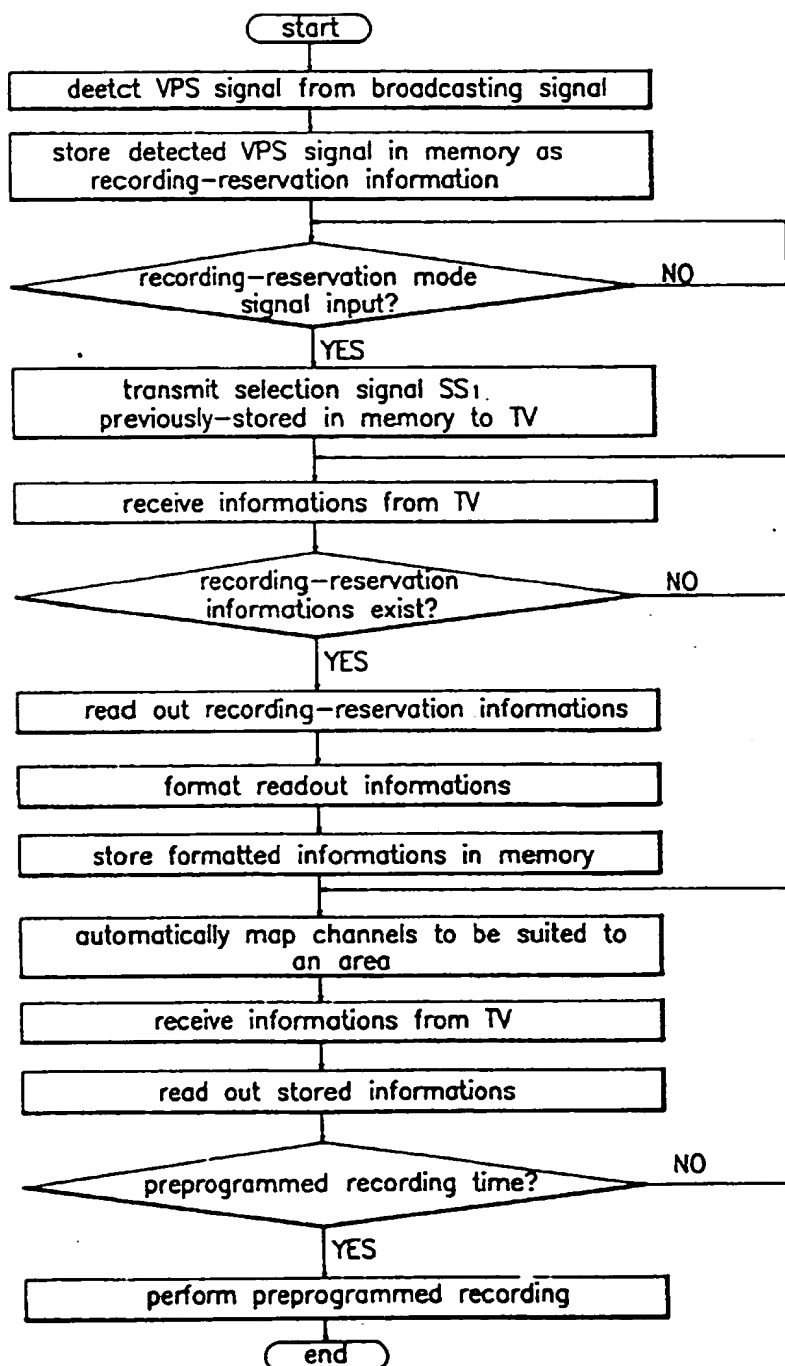 start
deetct VPS signal from broadcasting signal
store detected VPS signal in memory as
recording-reservation information
recording-reservation mode
signal input?
NO
YES
transmit selection signal SS1.
previously-stored in memory to TV
receive informations from TV
recording-reservation
informations exist?
NO
YES
read out recording-reservation informations
format readout informations
store formatted informations in memory
automatically map channels to be suited to
an area
receive informations from TV
read out stored informations
preprogrammed recording time?
NO
YES
perform preprogrammed recording
end